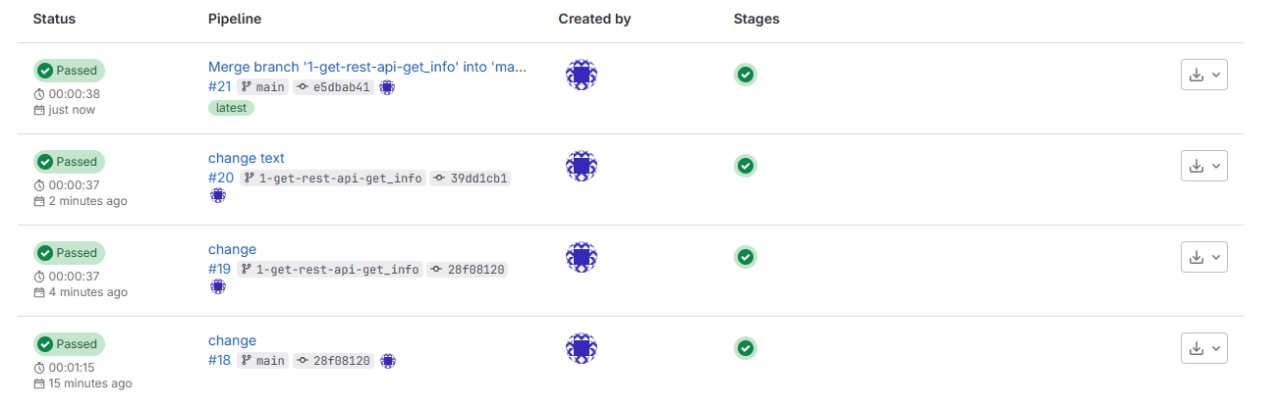 Status Pipeline Created by Stages
Passed Merge branch '1-get-rest-api-get_info' into 'ma...
00:00:38 #21 main e5dbab41
just now latest
Passed change text
00:00:37 #20 1-get-rest-api-get_info 39dd1cb1
2 minutes ago
Passed change
00:00:37 #19 1-get-rest-api-get_info 28f08120
4 minutes ago
Passed change
00:01:15 #18 main 28f08120
15 minutes ago